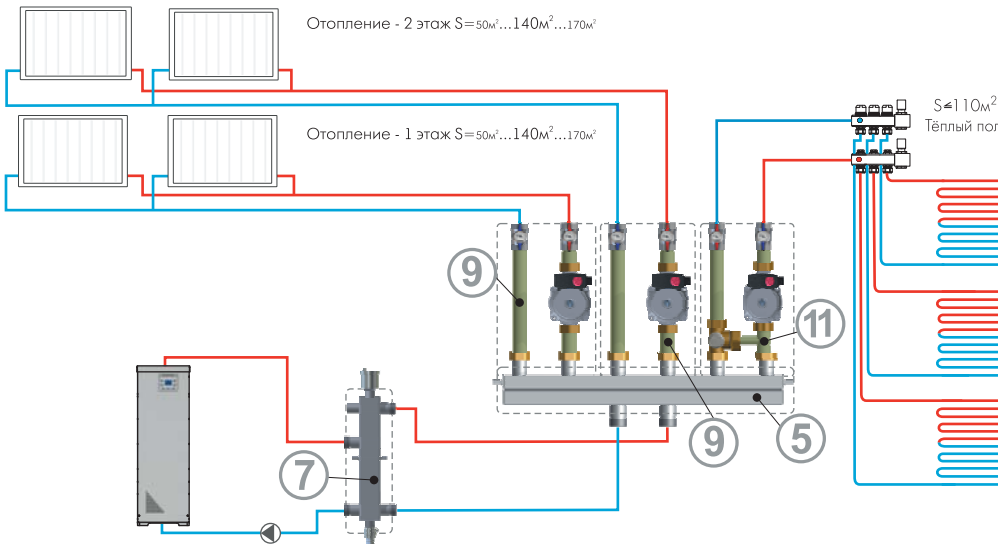 Отопление - 2 этаж S=50м²...140м²...170м²
S≤110м²
Тёплый пол
Отопление - 1 этаж S=50м²...140м²...170м²
9
11
9
5
7